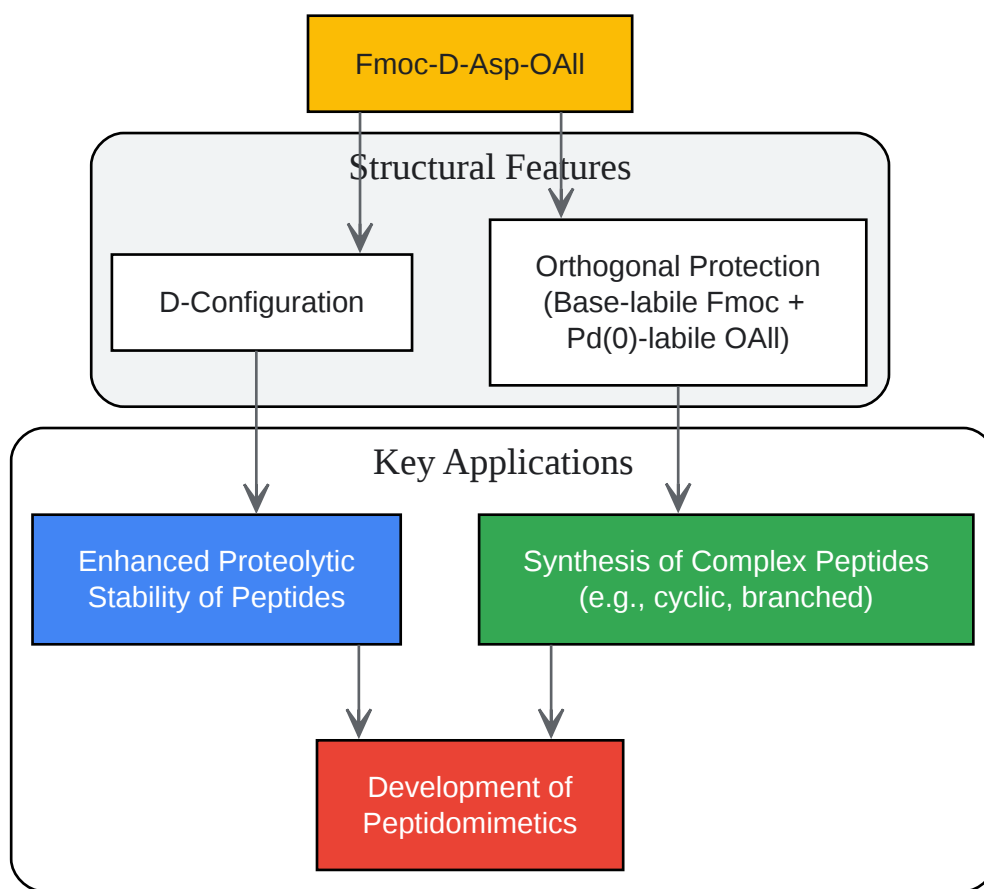 Fmoc-D-Asp-OAll
Structural Features
D-Configuration
Orthogonal Protection
(Base-labile Fmoc +
Pd(0)-labile OAll)
Key Applications
Enhanced Proteolytic
Stability of Peptides
Synthesis of Complex Peptides
(e.g., cyclic, branched)
Development of
Peptidomimetics